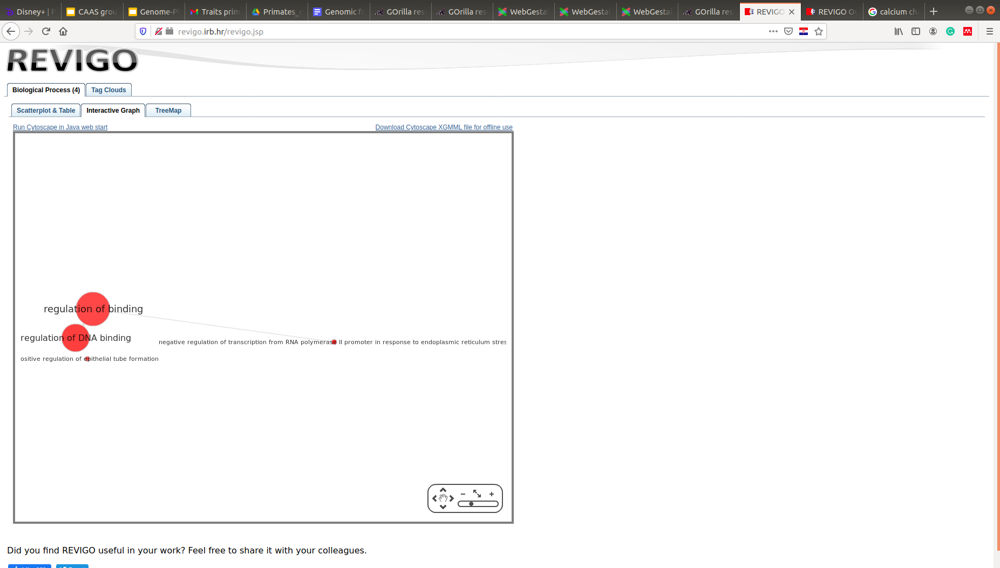 Disney+ | P
CAAS grou
Genome-Ph
Traits prim
Primates_
Genomic f
GOrilla res
GOrilla res
WebGestal
WebGestal
WebGestal
GOrilla res
REVIGO
REVIGO Ou
calcium ch
revigo.irb.hr/revigo.jsp
REVIGO
Biological Process (4)
Tag Clouds
Scatterplot & Table
Interactive Graph
TreeMap
Run Cytoscape in Java web start
Download Cytoscape XGMML file for offline use
regulation of binding
regulation of DNA binding
negative regulation of transcription from RNA polymerase II promoter in response to endoplasmic reticulum stres
ositive regulation of epithelial tube formation
Did you find REVIGO useful in your work? Feel free to share it with your colleagues.